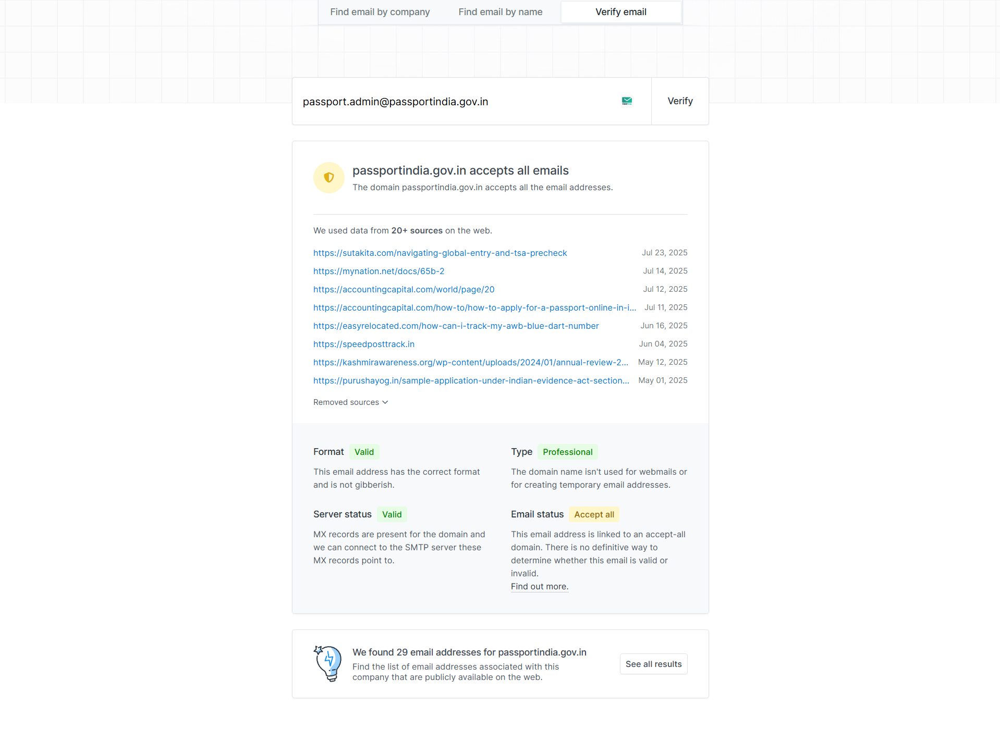 Find email by company
Find email by name
Verify email
passport.admin@passportindia.gov.in
Verify
passportindia.gov.in accepts all emails
The domain passportindia.gov.in accepts all the email addresses.
We used data from 20+ sources on the web.
https://sutakita.com/navigating-global-entry-and-tsa-precheck Jul 23, 2025
https://mynation.net/docs/65b-2 Jul 14, 2025
https://accountingcapital.com/world/page/20 Jul 12, 2025
https://accountingcapital.com/how-to/how-to-apply-for-a-passport-online-in-i... Jul 11, 2025
https://easyrelocated.com/how-can-i-track-my-awb-blue-dart-number Jun 16, 2025
https://speedposttrack.in Jun 04, 2025
https://kashmirawareness.org/wp-content/uploads/2024/01/annual-review-2... May 12, 2025
https://purushayog.in/sample-application-under-indian-evidence-act-section... May 01, 2025
Removed sources
Format Valid
This email address has the correct format
and is not gibberish.
Type Professional
The domain name isn't used for webmails or
for creating temporary email addresses.
Server status Valid
MX records are present for the domain and
we can connect to the SMTP server these
MX records point to.
Email status Accept all
This email address is linked to an accept-all
domain. There is no definitive way to
determine whether this email is valid or
invalid.
Find out more.
We found 29 email addresses for passportindia.gov.in
Find the list of email addresses associated with this
company that are publicly available on the web.
See all results